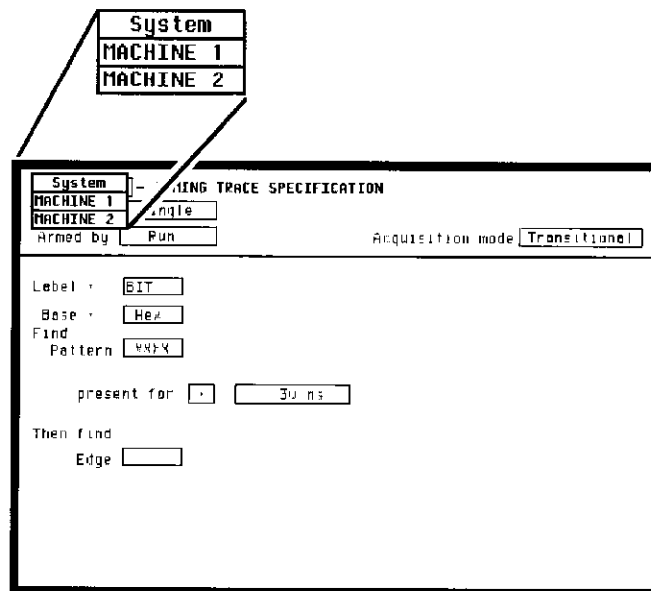 System
MACHINE 1
MACHINE 2
System
MACHINE 1
MACHINE 2
TRACE SPECIFICATION
Armed by Run
Acquisition mode Transitional
Label BIT
Base Hex
Find
Pattern
present for 30 ns
Then find
Edge